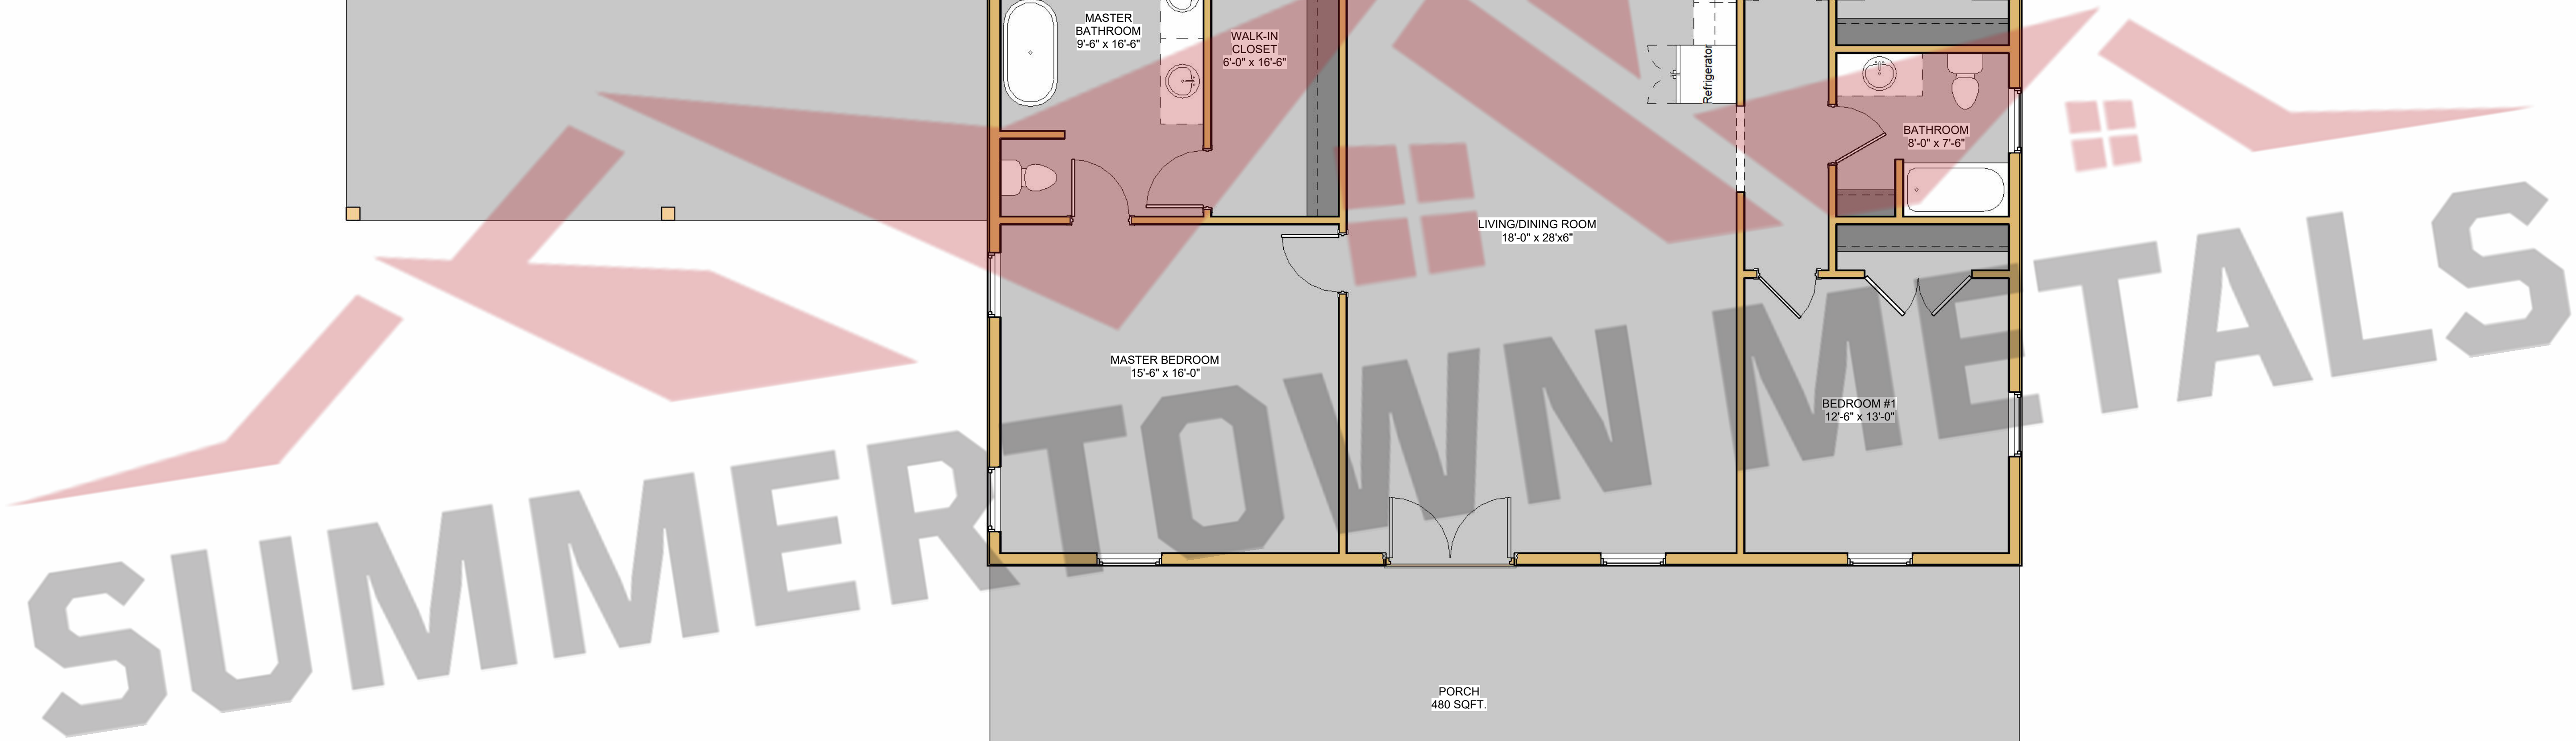 MASTER
BATHROOM
9'-6" x 16'-6"
WALK-IN
CLOSET
6'-0" x 16'-6"
Refrigerator
BATHROOM
8'-0" x 7'-6"
LIVING/DINING ROOM
18'-0" x 28'x6"
MASTER BEDROOM
15'-6" x 16'-0"
BEDROOM #1
12'-6" x 13'-0"
SUMMERTOWN METALS
PORCH
480 SQFT.